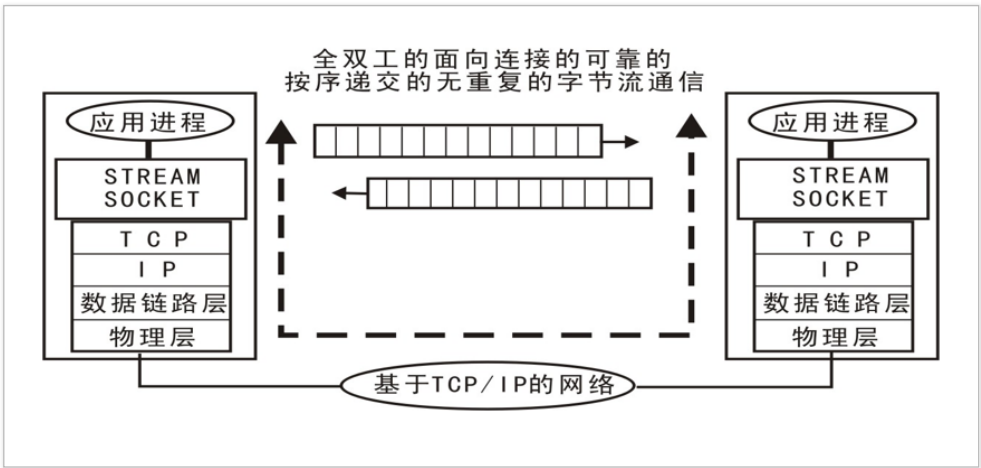 全双工的面向连接的可靠的
按序递交的无重复的字节流通信
应用进程
STREAM
SOCKET
TCP
IP
数据链路层
物理层
应用进程
STREAM
SOCKET
TCP
IP
数据链路层
物理层
基于TCP/IP的网络